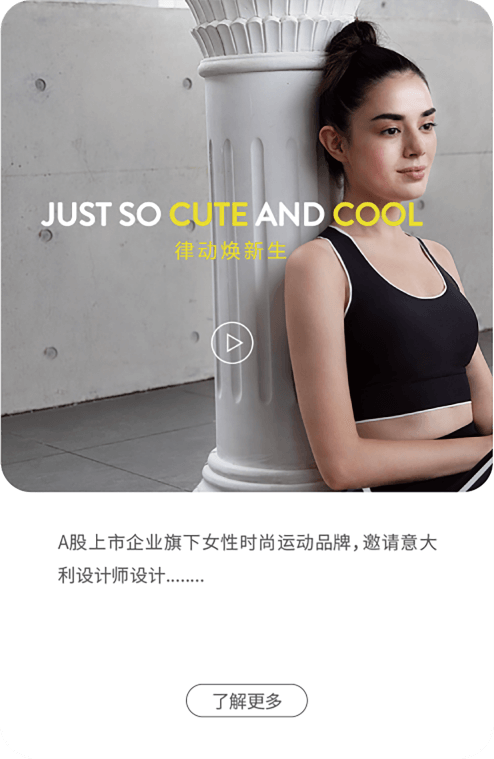 JUST SO CUTE AND COOL
律动焕新生
A股上市企业旗下女性时尚运动品牌，邀请意大
利设计师设计........
了解更多